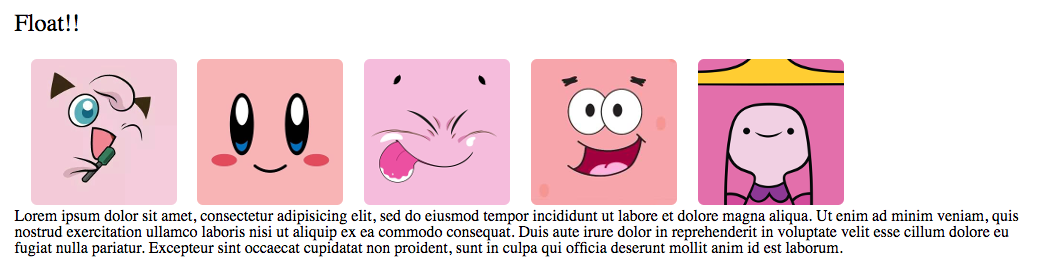 Float!!
Lorem ipsum dolor sit amet, consectetur adipisicing elit, sed do eiusmod tempor incididunt ut labore et dolore magna aliqua. Ut enim ad minim veniam, quis
nostrud exercitation ullamco laboris nisi ut aliquip ex ea commodo consequat. Duis aute irure dolor in reprehenderit in voluptate velit esse cillum dolore eu
fugiat nulla pariatur. Excepteur sint occaecat cupidatat non proident, sunt in culpa qui officia deserunt mollit anim id est laborum.